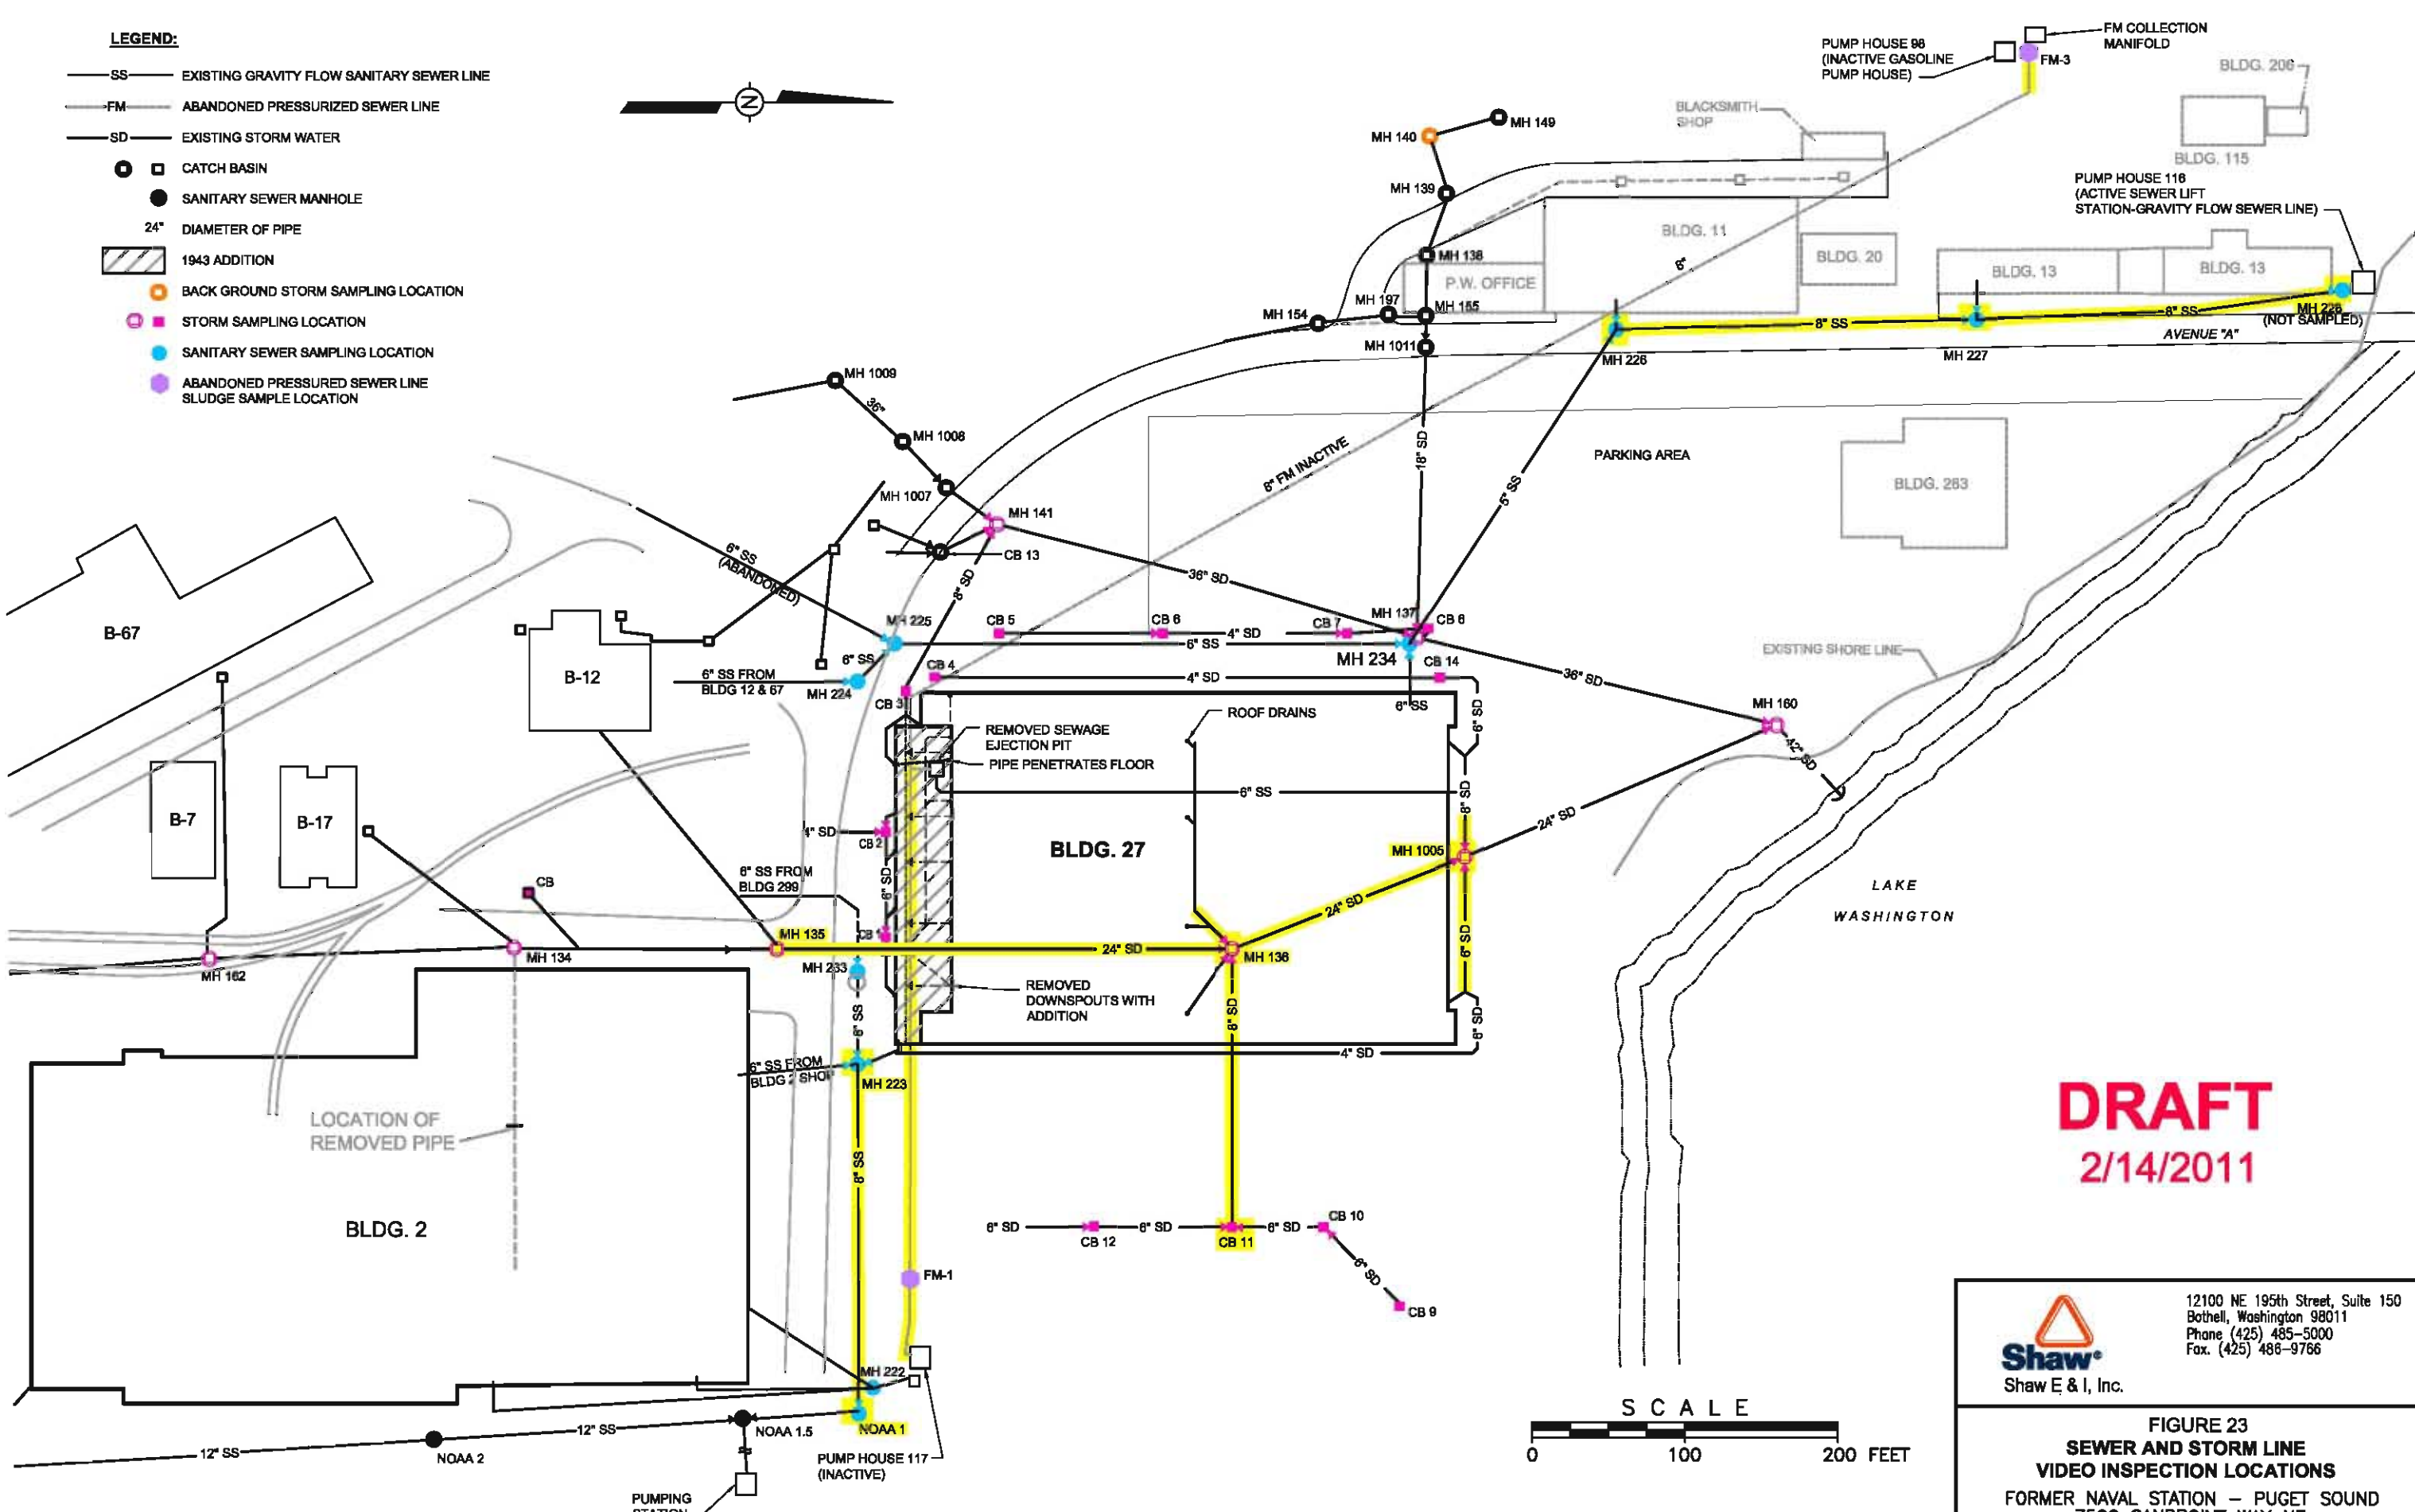 LEGEND:
SS EXISTING GRAVITY FLOW SANITARY SEWER LINE
FM ABANDONED PRESSURIZED SEWER LINE
SD EXISTING STORM WATER
CATCH BASIN
SANITARY SEWER MANHOLE
24" DIAMETER OF PIPE
1943 ADDITION
BACK GROUND STORM SAMPLING LOCATION
STORM SAMPLING LOCATION
SANITARY SEWER SAMPLING LOCATION
ABANDONED PRESSURED SEWER LINE
SLUDGE SAMPLE LOCATION
N
PUMP HOUSE 98
(INACTIVE GASOLINE
PUMP HOUSE)
FM COLLECTION
MANIFOLD
FM-3
BLDG. 206
BLDG. 115
BLACKSMITH
SHOP
MH 149
MH 140
MH 139
MH 138
PUMP HOUSE 116
(ACTIVE SEWER LIFT
STATION-GRAVITY FLOW SEWER LINE)
BLDG. 11
BLDG. 20
BLDG. 13
BLDG. 13
P.W. OFFICE
8"
MH 154
MH 197
MH 155
MH 1011
MH 226
8" SS
MH 227
8" SS
MH 228
(NOT SAMPLED)
AVENUE "A"
MH 1009
36"
MH 1008
MH 1007
MH 141
CB 13
8" FM INACTIVE
18" SD
5" SS
PARKING AREA
BLDG. 263
6" SS
(ABANDONED)
8" SD
36" SD
B-67
B-12
MH 225
CB 5
CB 6
4" SD
CB 7
MH 137
CB 6
6" SS
MH 234
CB 14
6" SS
6" SS FROM
BLDG 12 & 67
MH 224
CB 4
4" SD
CB 3
6" SS
6" SD
36" SD
MH 160
42" SD
EXISTING SHORE LINE
REMOVED SEWAGE
EJECTION PIT
PIPE PENETRATES FLOOR
ROOF DRAINS
6" SS
8" SD
24" SD
B-7
B-17
4" SD
CB 2
6" SD
BLDG. 27
MH 1005
LAKE
WASHINGTON
CB
6" SS FROM
BLDG 299
24" SD
6" SD
MH 162
MH 134
MH 135
CB 1
24" SD
MH 136
MH 233
REMOVED
DOWNSPOUTS WITH
ADDITION
8" SD
6" SD
6" SS
4" SD
6" SS FROM
BLDG 2 SHOP
MH 223
LOCATION OF
REMOVED PIPE
8" SS
BLDG. 2
6" SD
CB 12
6" SD
CB 11
6" SD
CB 10
6" SD
CB 9
FM-1
MH 222
NOAA 1
NOAA 1.5
12" SS
NOAA 2
12" SS
PUMP HOUSE 117
(INACTIVE)
PUMPING
DRAFT
2/14/2011
SCALE
0 100 200 FEET
Shaw®
Shaw E & I, Inc.
12100 NE 195th Street, Suite 150
Bothell, Washington 98011
Phone (425) 485-5000
Fax. (425) 486-9766
FIGURE 23
SEWER AND STORM LINE
VIDEO INSPECTION LOCATIONS
FORMER NAVAL STATION - PUGET SOUND